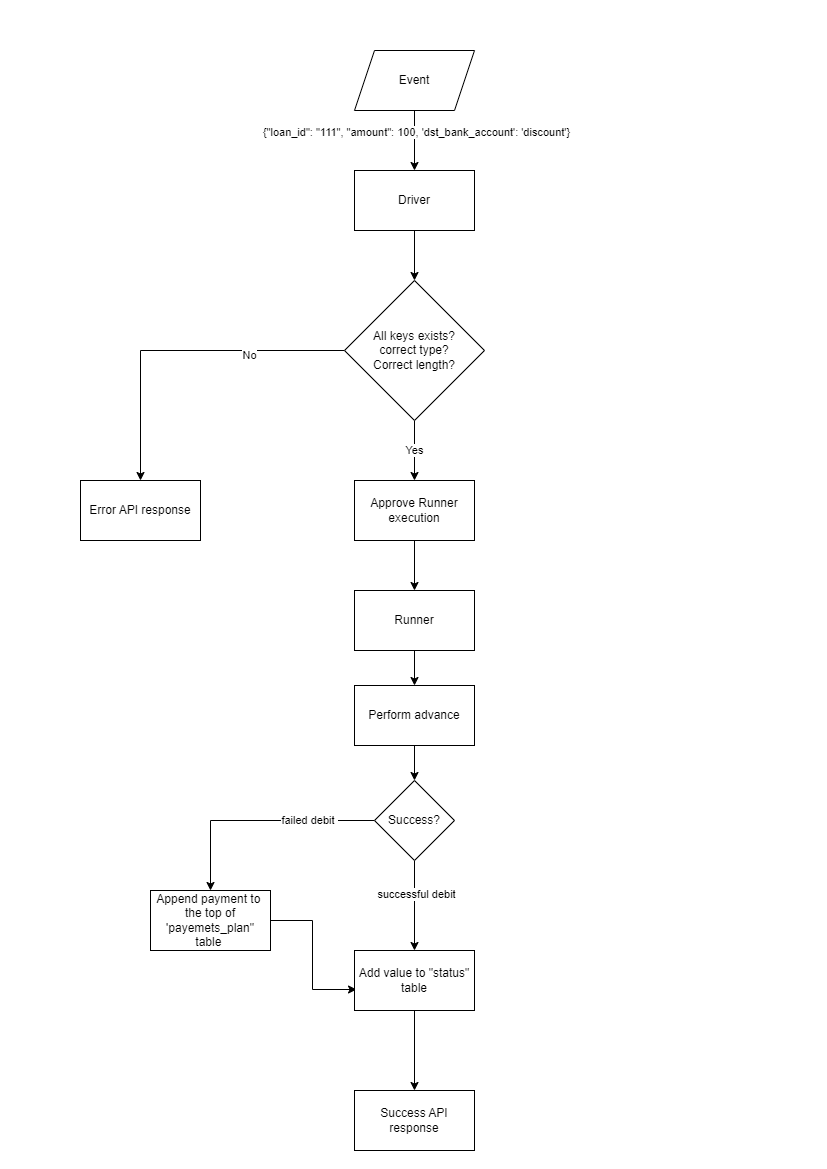 Event
{"loan_id": "111", "amount": 100, 'dst_bank_account': 'discount'}
Driver
All keys exists?
correct type?
Correct length?
No
Yes
Error API response
Approve Runner
execution
Runner
Perform advance
Success?
failed debit
successful debit
Append payment to
the top of
'payemets_plan"
table
Add value to "status"
table
Success API
response